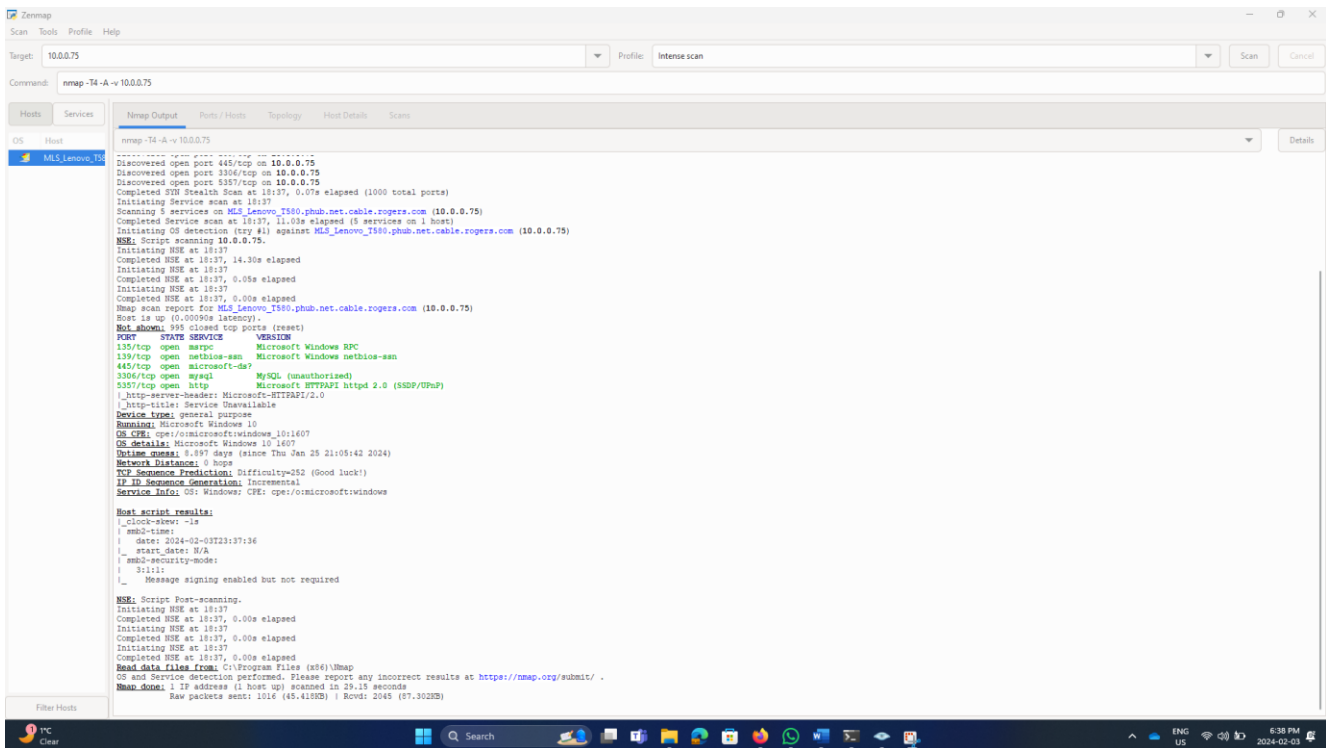 Zenmap
Scan Tools Profile Help
Target: 10.0.0.75 Profile: Intense scan Scan Cancel
Command: nmap -T4 -A -v 10.0.0.75
Hosts Services Nmap Output Ports / Hosts Topology Host Details Scans
OS Host nmap -T4 -A -v 10.0.0.75 Details
MLS_Lenovo_T58
Discovered open port 445/tcp on 10.0.0.75
Discovered open port 3306/tcp on 10.0.0.75
Discovered open port 5357/tcp on 10.0.0.75
Completed SYN Stealth Scan at 18:37, 0.07s elapsed (1000 total ports)
Initiating Service scan at 18:37
Scanning 5 services on MLS_Lenovo_T580.phub.net.cable.rogers.com (10.0.0.75)
Completed Service scan at 18:37, 11.03s elapsed (5 services on 1 host)
Initiating OS detection (try #1) against MLS_Lenovo_T580.phub.net.cable.rogers.com (10.0.0.75)
NSE: Script scanning 10.0.0.75.
Initiating NSE at 18:37
Completed NSE at 18:37, 14.30s elapsed
Initiating NSE at 18:37
Completed NSE at 18:37, 0.05s elapsed
Initiating NSE at 18:37
Completed NSE at 18:37, 0.00s elapsed
Nmap scan report for MLS_Lenovo_T580.phub.net.cable.rogers.com (10.0.0.75)
Host is up (0.00090s latency).
Not shown: 995 closed tcp ports (reset)
PORT STATE SERVICE VERSION
135/tcp open msrpc Microsoft Windows RPC
139/tcp open netbios-ssn Microsoft Windows netbios-ssn
445/tcp open microsoft-ds?
3306/tcp open mysql MySQL (unauthorized)
5357/tcp open http Microsoft HTTPAPI httpd 2.0 (SSDP/UPnP)
|_http-server-header: Microsoft-HTTPAPI/2.0
|_http-title: Service Unavailable
Device type: general purpose
Running: Microsoft Windows 10
OS CPE: cpe:/o:microsoft:windows_10:1607
OS details: Microsoft Windows 10 1607
Uptime guess: 8.897 days (since Thu Jan 25 21:05:42 2024)
Network Distance: 0 hops
TCP Sequence Prediction: Difficulty=252 (Good luck!)
IP ID Sequence Generation: Incremental
Service Info: OS: Windows; CPE: cpe:/o:microsoft:windows
Host script results:
|_clock-skew: -1s
| smb2-time:
| date: 2024-02-03T23:37:36
|_ start_date: N/A
| smb2-security-mode:
| 3:1:1:
|_ Message signing enabled but not required
NSE: Script Post-scanning.
Initiating NSE at 18:37
Completed NSE at 18:37, 0.00s elapsed
Initiating NSE at 18:37
Completed NSE at 18:37, 0.00s elapsed
Initiating NSE at 18:37
Completed NSE at 18:37, 0.00s elapsed
Read data files from: C:\Program Files (x86)\Nmap
OS and Service detection performed. Please report any incorrect results at https://nmap.org/submit/ .
Nmap done: 1 IP address (1 host up) scanned in 29.15 seconds
Raw packets sent: 1016 (45.418KB) | Rcvd: 2045 (87.302KB)
Filter Hosts
1
1°C
Clear
Search
ENG
US
6:38 PM
2024-02-03